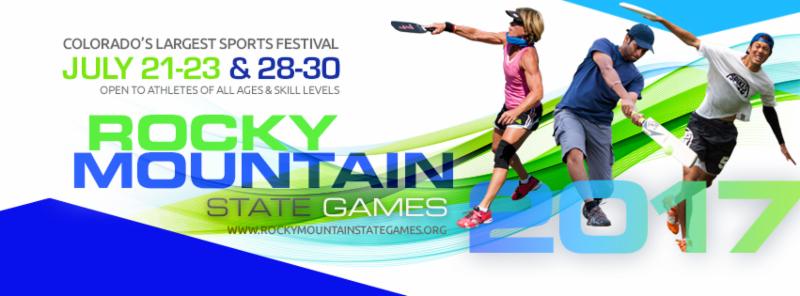 COLORADO'S LARGEST SPORTS FESTIVAL
JULY 21-23 & 28-30
OPEN TO ATHLETES OF ALL AGES & SKILL LEVELS
ROCKY
MOUNTAIN
STATE GAMES
WWW.ROCKYMOUNTAINSTATEGAMES.ORG
2017